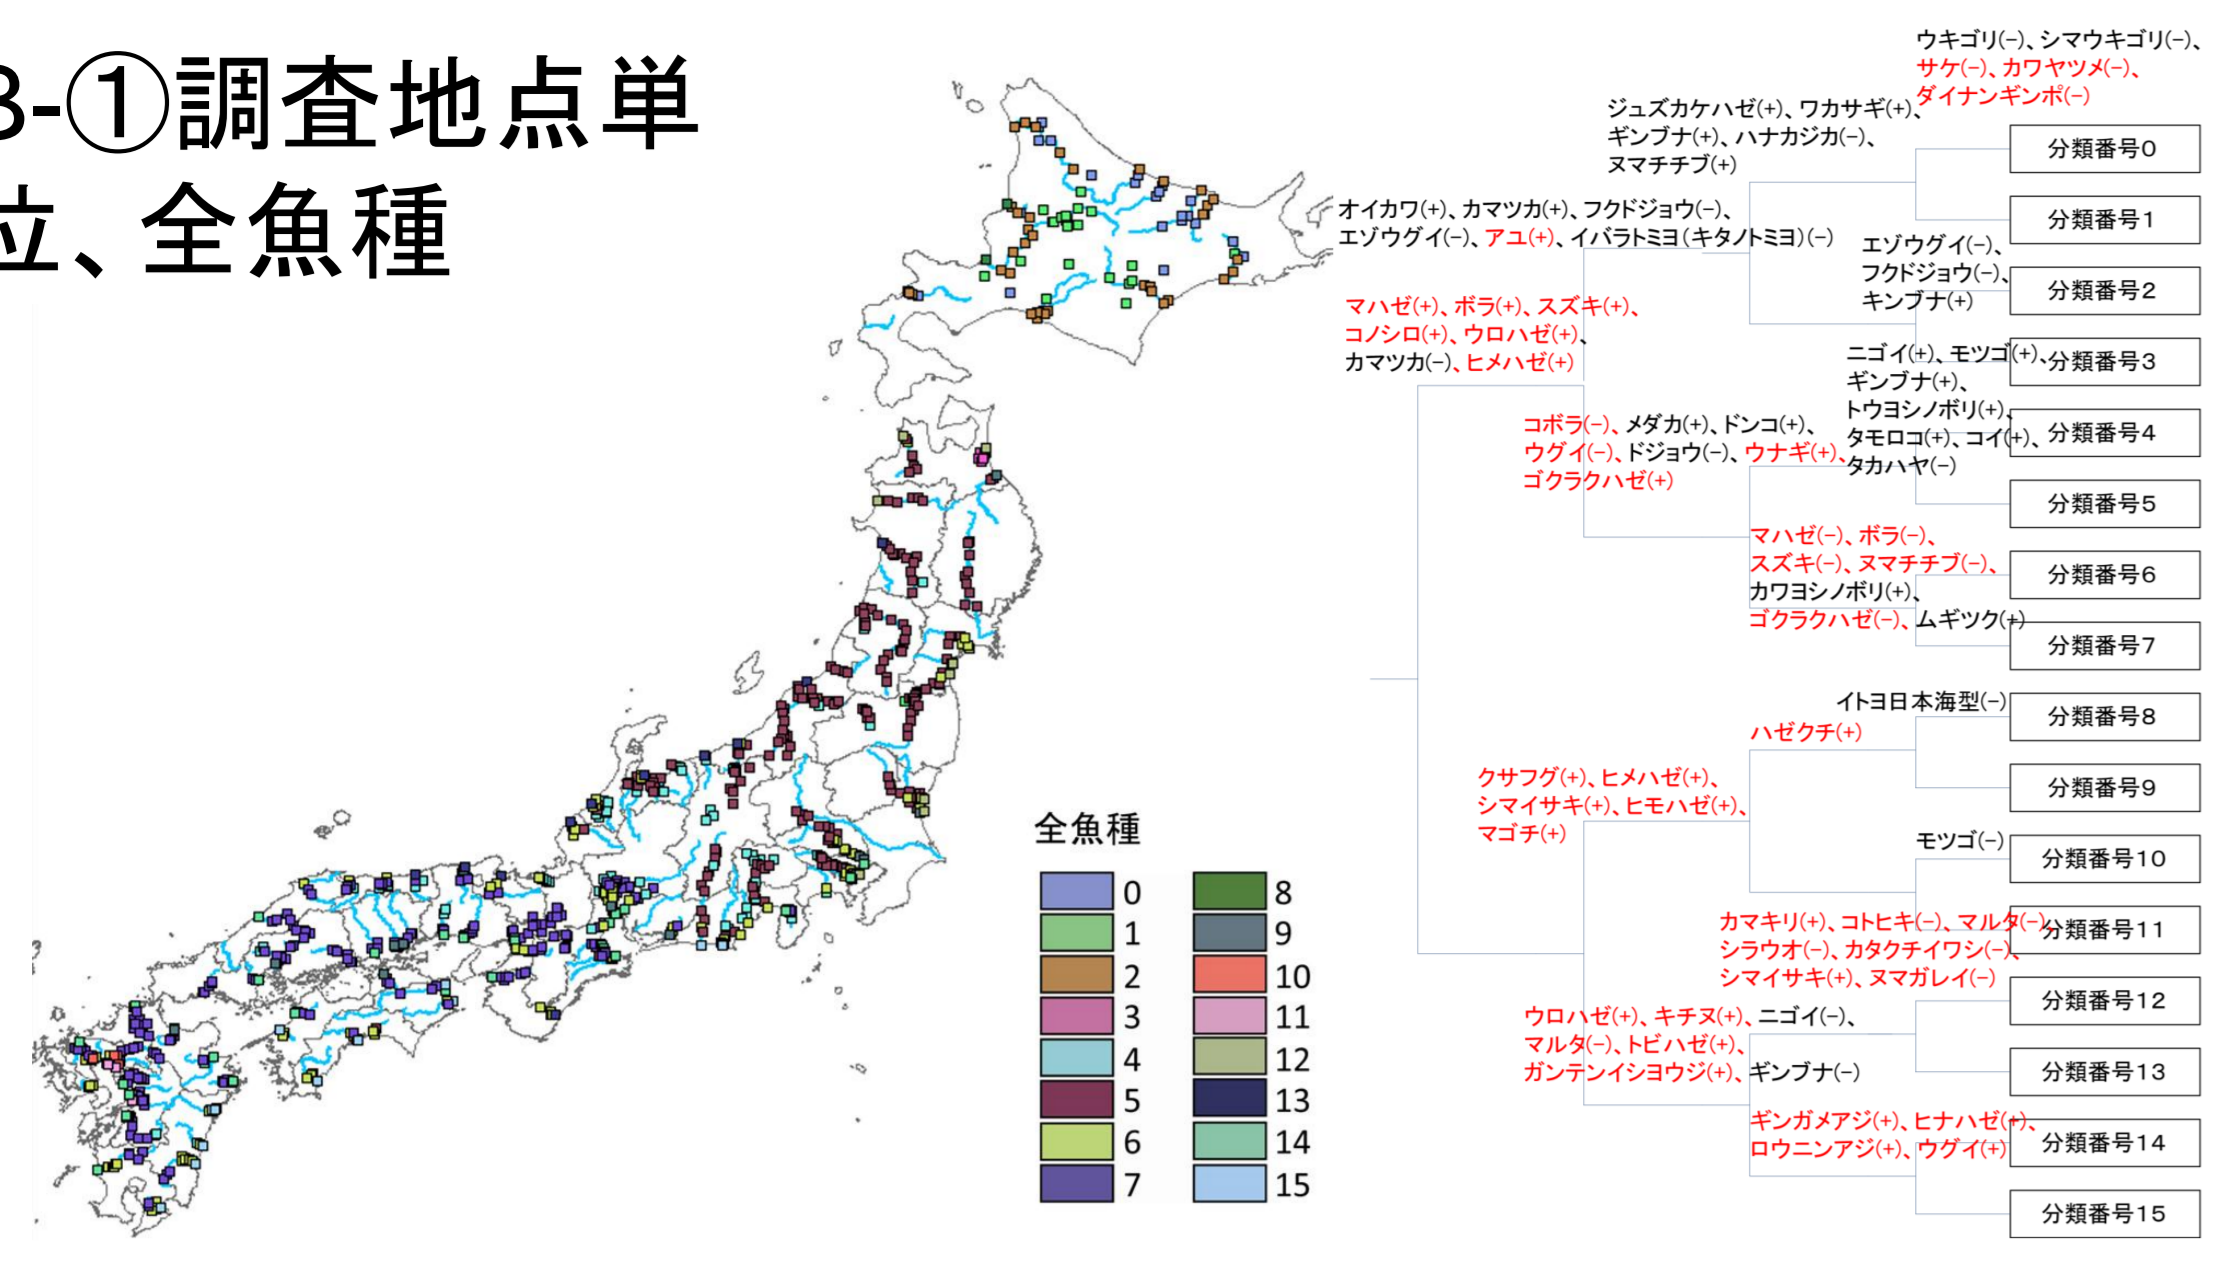 3-①調査地点単
位、全魚種
ウキゴリ(-)、シマウキゴリ(-)、
サケ(-)、カワヤツメ(-)、
ダイナンギンポ(-)
ジュズカケハゼ(+)、ワカサギ(+)、
ギンブナ(+)、ハナカジカ(-)、
ヌマチチブ(+)
オイカワ(+)、カマツカ(+)、フクドジョウ(-)、
エゾウグイ(-)、アユ(+)、イバラトミヨ(キタノトミヨ)(-)
エゾウグイ(-)、
フクドジョウ(-)、
キンブナ(+)
マハゼ(+)、ボラ(+)、スズキ(+)、
コノシロ(+)、ウロハゼ(+)、
カマツカ(-)、ヒメハゼ(+)
ニゴイ(+)、モツゴ(+)、
ギンブナ(+)、
トウヨシノボリ(+)、
タモロコ(+)、コイ(+)、
タカハヤ(-)
コボラ(-)、メダカ(+)、ドンコ(+)、
ウグイ(-)、ドジョウ(-)、ウナギ(+)、
ゴクラクハゼ(+)
マハゼ(-)、ボラ(-)、
スズキ(-)、ヌマチチブ(-)、
カワヨシノボリ(+)、
ゴクラクハゼ(-)、ムギツク(+)
イトヨ日本海型(-)
ハゼクチ(+)
クサフグ(+)、ヒメハゼ(+)、
シマイサキ(+)、ヒモハゼ(+)、
マゴチ(+)
モツゴ(-)
カマキリ(+)、コトヒキ(-)、マルタ(-)、
シラウオ(-)、カタクチイワシ(-)、
シマイサキ(+)、ヌマガレイ(-)
ウロハゼ(+)、キチヌ(+)、ニゴイ(-)、
マルタ(-)、トビハゼ(+)、
ガンテンイシヨウジ(+)、ギンブナ(-)
ギンガメアジ(+)、ヒナハゼ(+)、
ロウニンアジ(+)、ウグイ(+)
分類番号0
分類番号1
分類番号2
分類番号3
分類番号4
分類番号5
分類番号6
分類番号7
分類番号8
分類番号9
分類番号10
分類番号11
分類番号12
分類番号13
分類番号14
分類番号15
全魚種
0
1
2
3
4
5
6
7
8
9
10
11
12
13
14
15